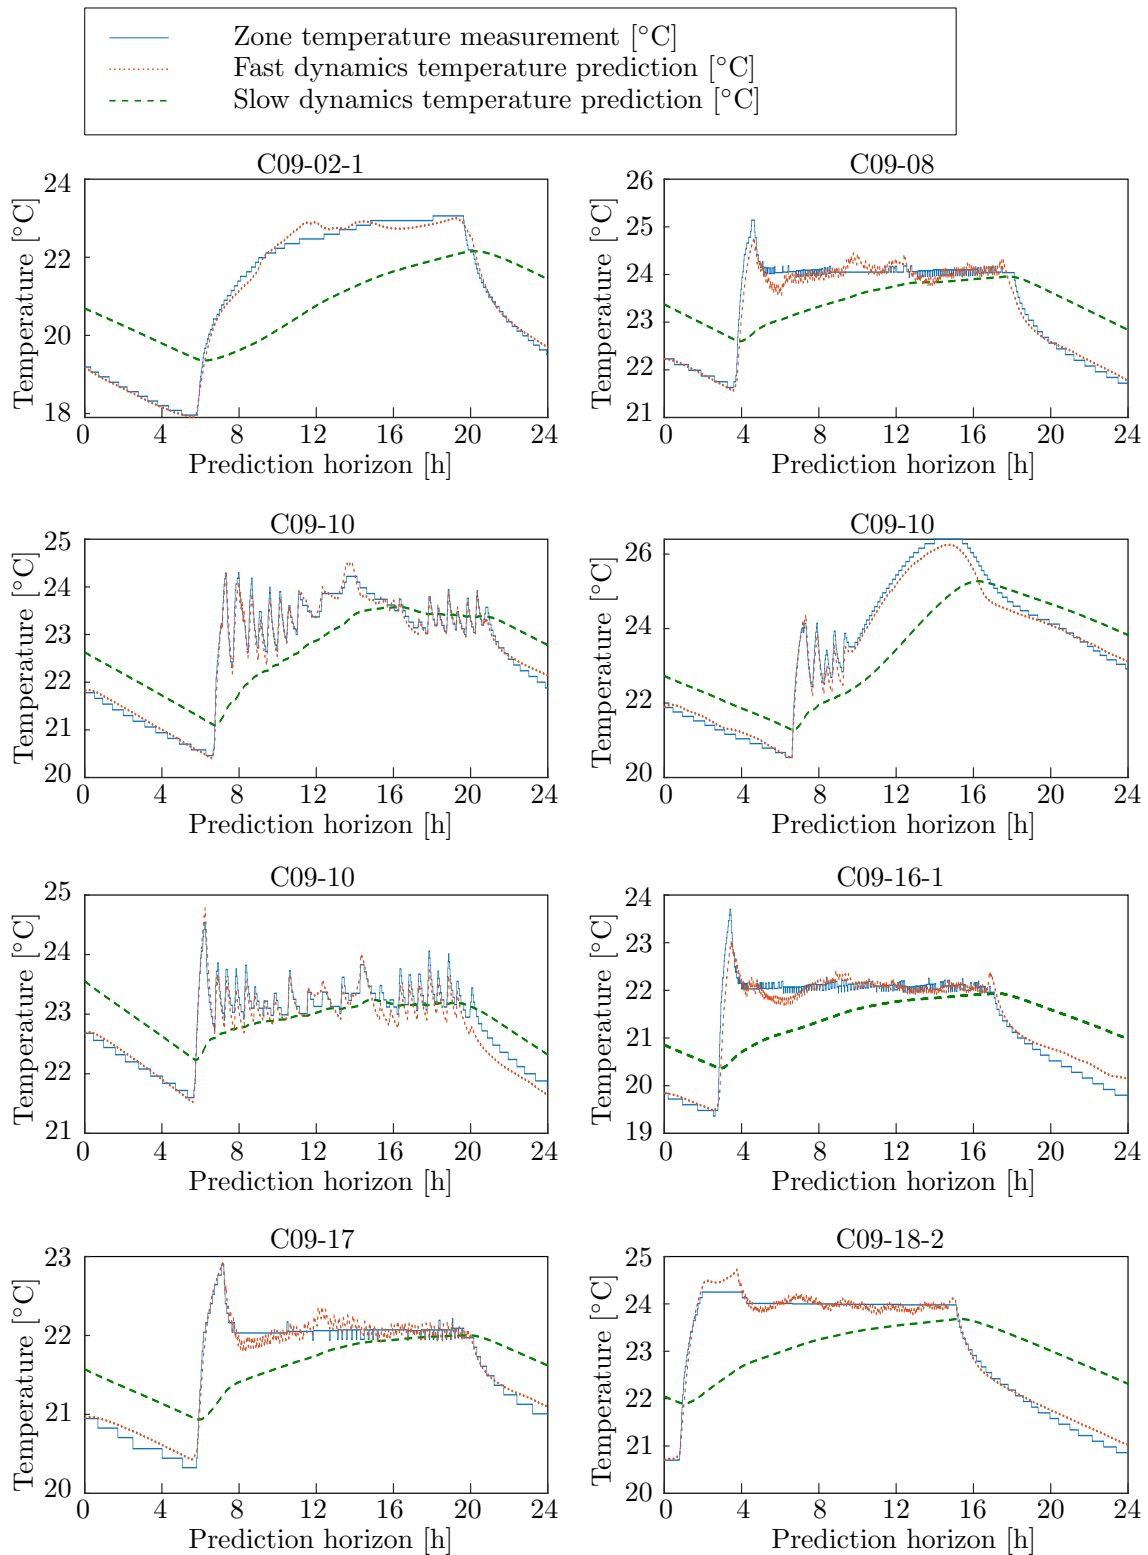 Zone temperature measurement [°C]
Fast dynamics temperature prediction [°C]
Slow dynamics temperature prediction [°C]
C09-02-1
Temperature [°C]
24
22
20
18
0 4 8 12 16 20 24
Prediction horizon [h]
C09-08
Temperature [°C]
26
25
24
23
22
21
0 4 8 12 16 20 24
Prediction horizon [h]
C09-10
Temperature [°C]
25
24
23
22
21
20
0 4 8 12 16 20 24
Prediction horizon [h]
C09-10
Temperature [°C]
26
24
22
20
0 4 8 12 16 20 24
Prediction horizon [h]
C09-10
Temperature [°C]
25
24
23
22
21
0 4 8 12 16 20 24
Prediction horizon [h]
C09-16-1
Temperature [°C]
24
23
22
21
20
19
0 4 8 12 16 20 24
Prediction horizon [h]
C09-17
Temperature [°C]
23
22
21
20
0 4 8 12 16 20 24
Prediction horizon [h]
C09-18-2
Temperature [°C]
25
24
23
22
21
20
0 4 8 12 16 20 24
Prediction horizon [h]